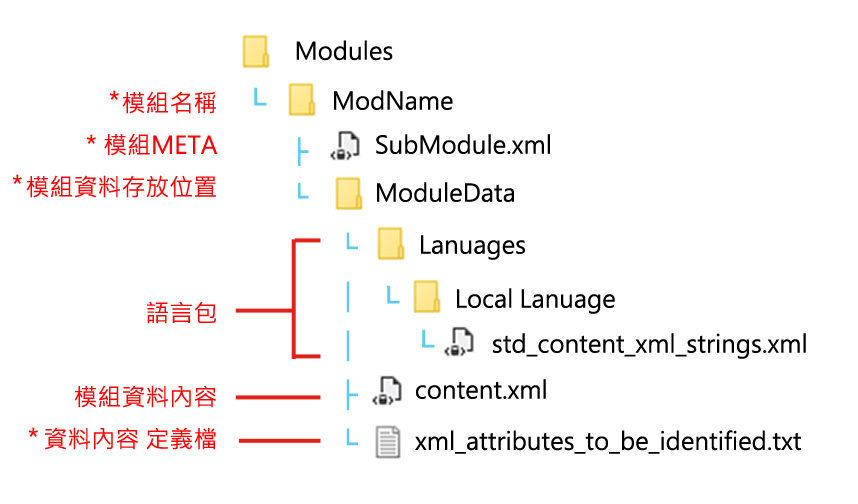 Modules
*模組名稱 ModName
* 模組META SubModule.xml
*模組資料存放位置 ModuleData
Lanuages
Local Lanuage
語言包
std_content_xml_strings.xml
模組資料內容 content.xml
* 資料內容 定義檔 xml_attributes_to_be_identified.txt